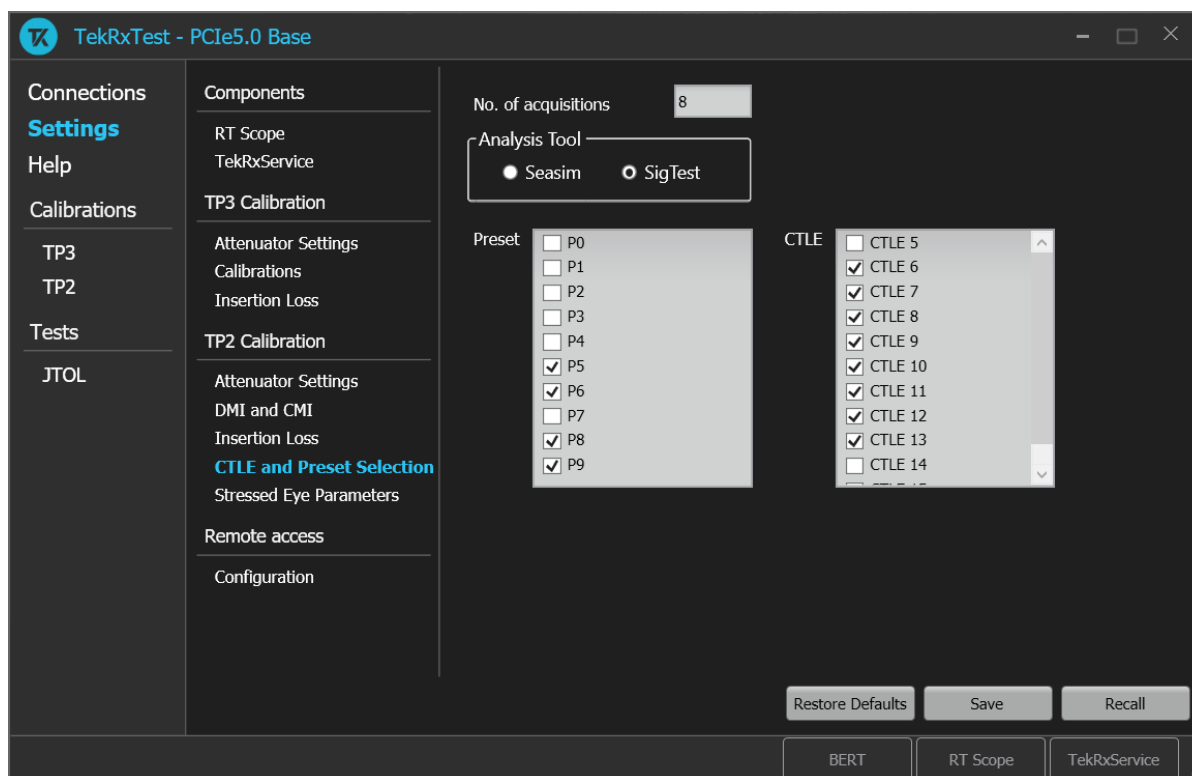 TekRxTest - PCIe5.0 Base
Connections
Settings
Help
Calibrations
TP3
TP2
Tests
JTOL
Components
RT Scope
TekRxService
TP3 Calibration
Attenuator Settings
Calibrations
Insertion Loss
TP2 Calibration
Attenuator Settings
DMI and CMI
Insertion Loss
CTLE and Preset Selection
Stressed Eye Parameters
Remote access
Configuration
No. of acquisitions 8
Analysis Tool
Seasim SigTest
Preset
P0
P1
P2
P3
P4
P5
P6
P7
P8
P9
CTLE
CTLE 5
CTLE 6
CTLE 7
CTLE 8
CTLE 9
CTLE 10
CTLE 11
CTLE 12
CTLE 13
CTLE 14
Restore Defaults Save Recall
BERT RT Scope TekRxService